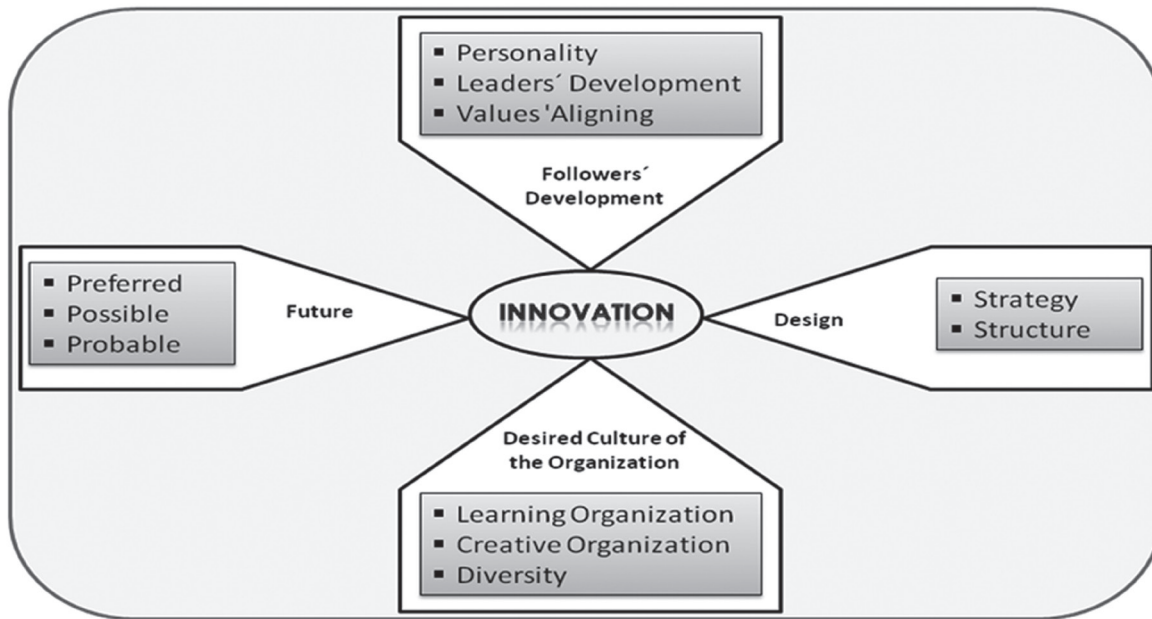 ▪ Personality
▪ Leaders´ Development
▪ Values 'Aligning
Followers´
Development
▪ Preferred
▪ Possible
▪ Probable
Future
INNOVATION
Design
▪ Strategy
▪ Structure
Desired Culture of
the Organization
▪ Learning Organization
▪ Creative Organization
▪ Diversity